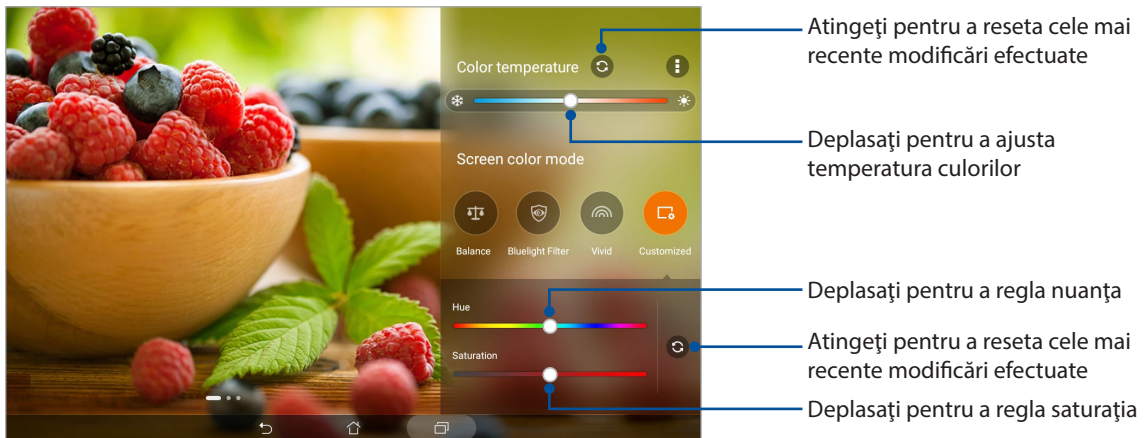 Color temperature
Screen color mode
Balance
Bluelight Filter
Vivid
Customized
Hue
Saturation
Atingeţi pentru a reseta cele mai
recente modificări efectuate
Deplasaţi pentru a ajusta
temperatura culorilor
Deplasaţi pentru a regla nuanţa
Atingeţi pentru a reseta cele mai
recente modificări efectuate
Deplasaţi pentru a regla saturaţia